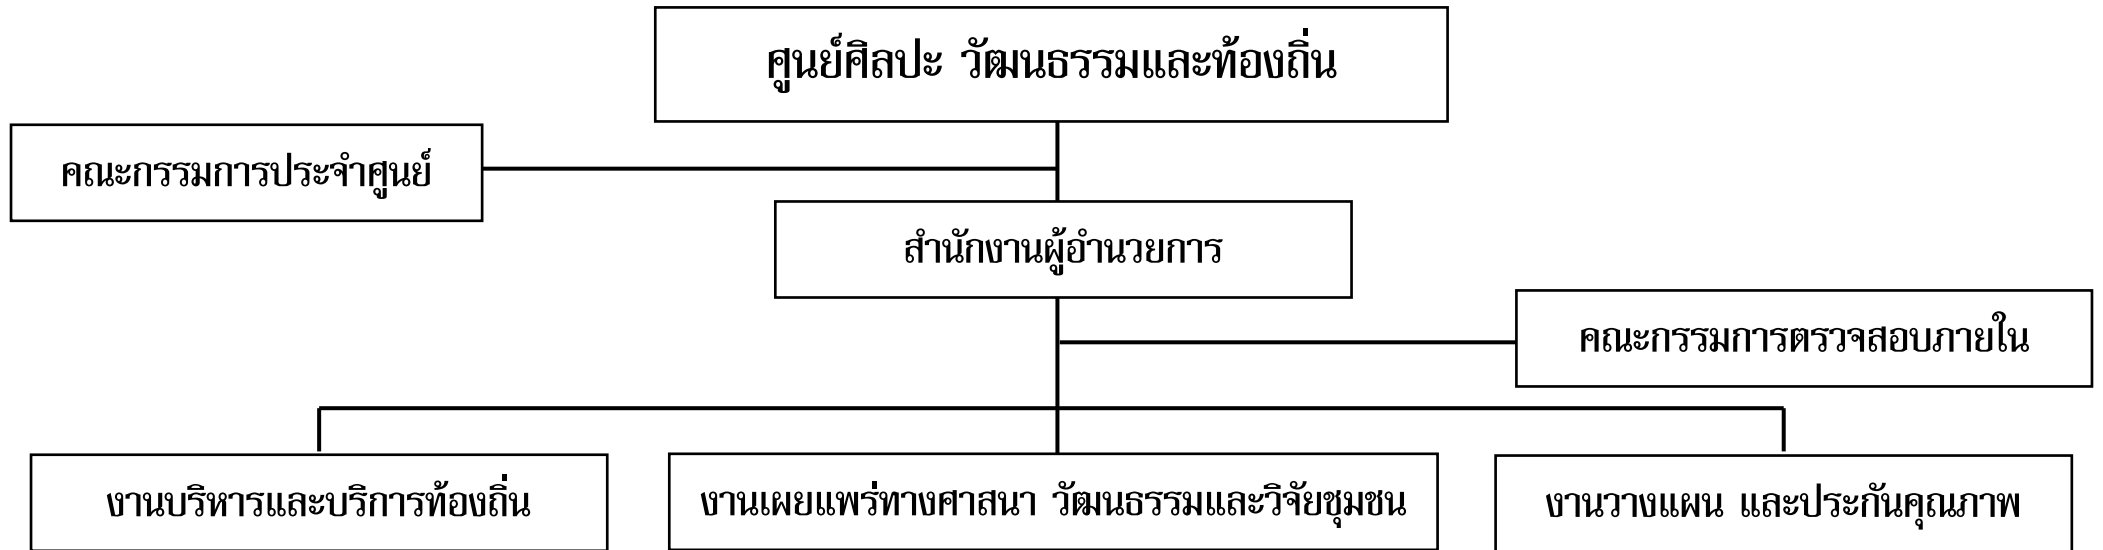 ศูนย์ศิลปะ วัฒนธรรมและท้องถิ่น
คณะกรรมการประจำศูนย์
สำนักงานผู้อำนวยการ
คณะกรรมการตรวจสอบภายใน
งานบริหารและบริการท้องถิ่น
งานเผยแพร่ทางศาสนา วัฒนธรรมและวิจัยชุมชน
งานวางแผน และประกันคุณภาพ